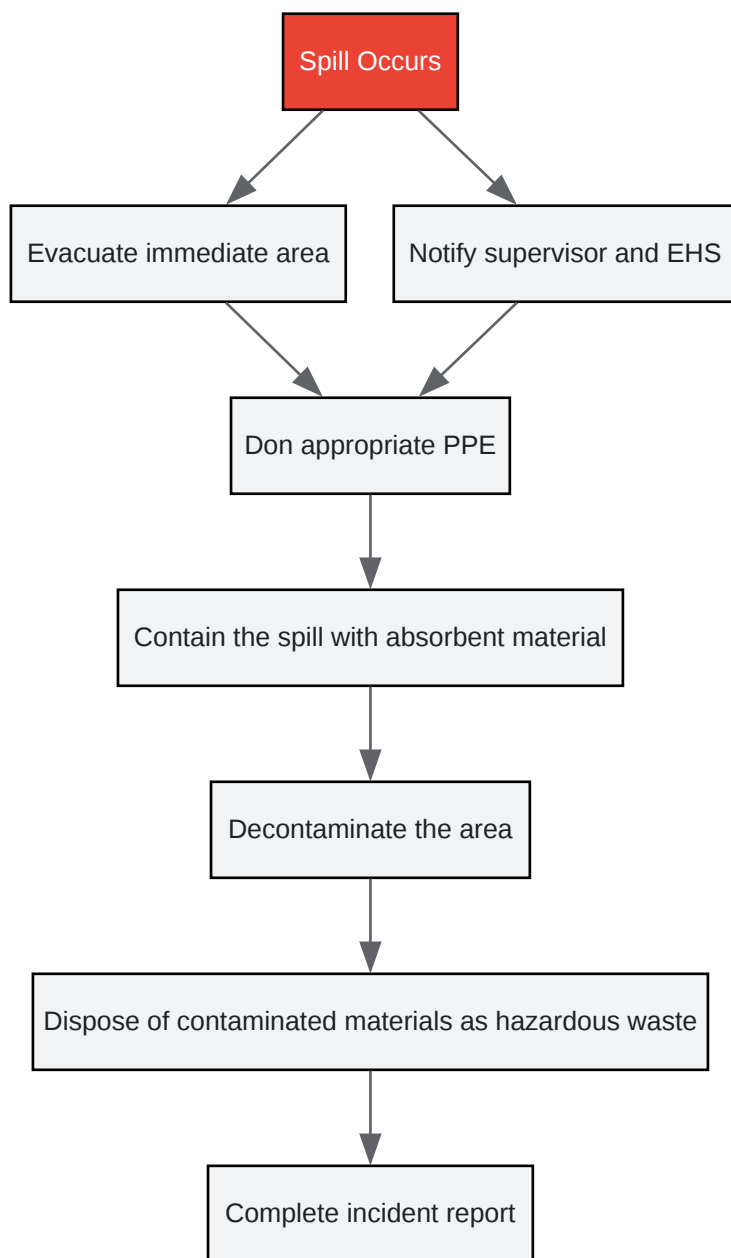 Spill Occurs
Evacuate immediate area
Notify supervisor and EHS
Don appropriate PPE
Contain the spill with absorbent material
Decontaminate the area
Dispose of contaminated materials as hazardous waste
Complete incident report